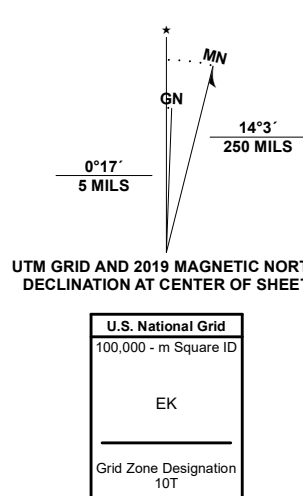 ★
MN
GN
14°3´
250 MILS
0°17´
5 MILS
UTM GRID AND 2019 MAGNETIC NORT
DECLINATION AT CENTER OF SHEET
U.S. National Grid
100,000 - m Square ID
EK
Grid Zone Designation
10T